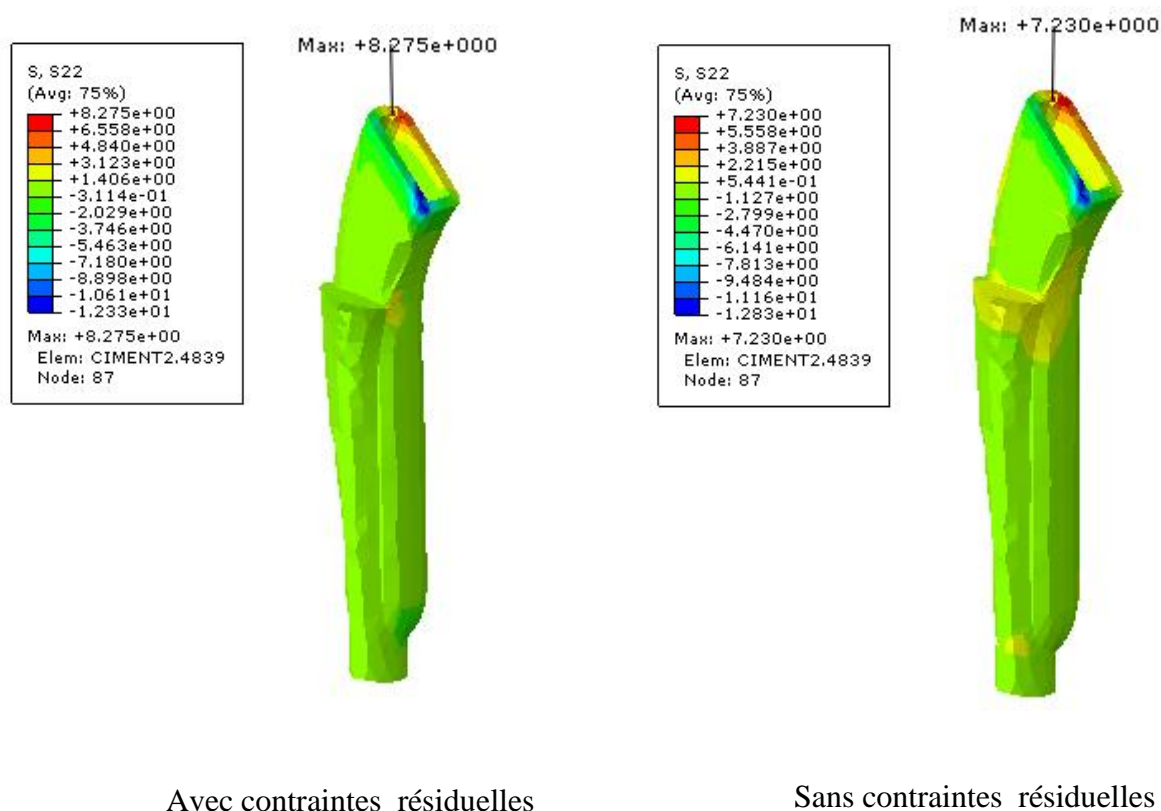 Max: +8.275e+000
S, S22
(Avg: 75%)
+8.275e+00
+6.558e+00
+4.840e+00
+3.123e+00
+1.406e+00
-3.114e-01
-2.029e+00
-3.746e+00
-5.463e+00
-7.180e+00
-8.898e+00
-1.061e+01
-1.233e+01
Max: +8.275e+00
Elem: CIMENT2.4839
Node: 87
Max: +7.230e+000
S, S22
(Avg: 75%)
+7.230e+00
+5.558e+00
+3.887e+00
+2.215e+00
+5.441e-01
-1.127e+00
-2.799e+00
-4.470e+00
-6.141e+00
-7.813e+00
-9.484e+00
-1.116e+01
-1.283e+01
Max: +7.230e+00
Elem: CIMENT2.4839
Node: 87
Avec contraintes résiduelles
Sans contraintes résiduelles